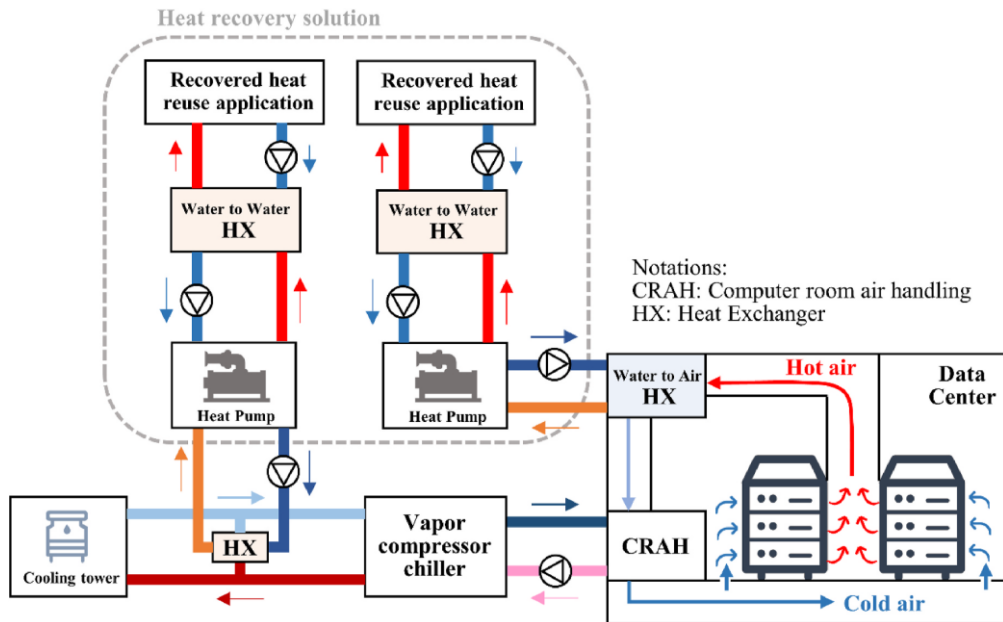 Heat recovery solution
Recovered heat
reuse application
Recovered heat
reuse application
Water to Water
HX
Water to Water
HX
Notations:
CRAH: Computer room air handling
HX: Heat Exchanger
Heat Pump
Heat Pump
Water to Air
HX
Hot air
Data
Center
Cooling tower
HX
Vapor
compressor
chiller
CRAH
Cold air